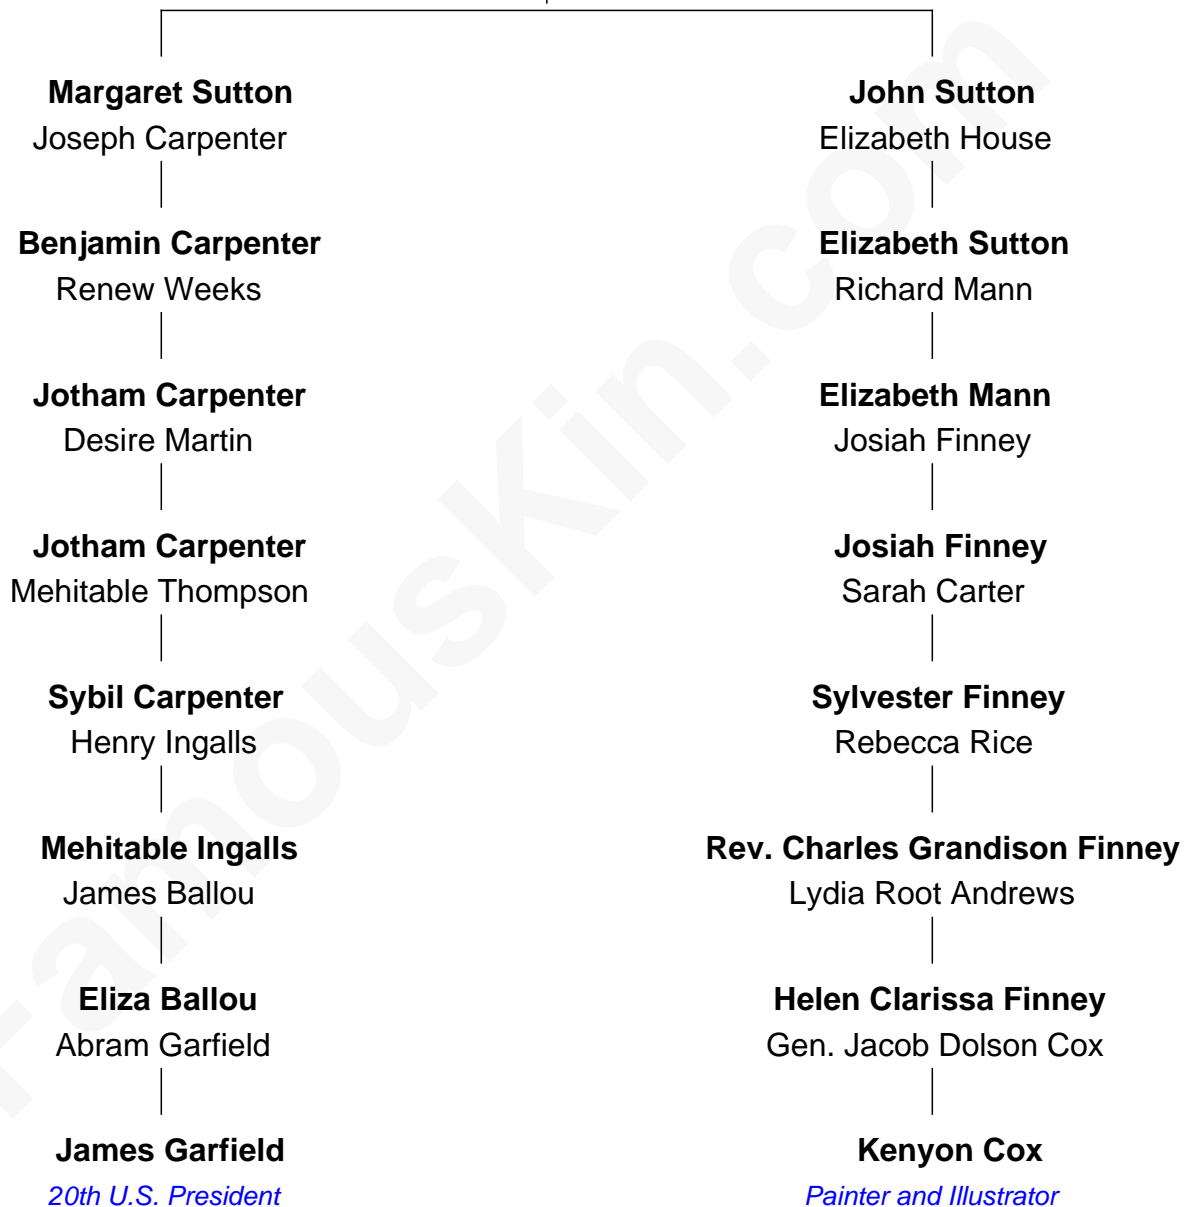 Margaret Sutton
Joseph Carpenter
Benjamin Carpenter
Renew Weeks
Jotham Carpenter
Desire Martin
Jotham Carpenter
Mehitable Thompson
Sybil Carpenter
Henry Ingalls
Mehitable Ingalls
James Ballou
Eliza Ballou
Abram Garfield
James Garfield
20th U.S. President
John Sutton
Elizabeth House
Elizabeth Sutton
Richard Mann
Elizabeth Mann
Josiah Finney
Josiah Finney
Sarah Carter
Sylvester Finney
Rebecca Rice
Rev. Charles Grandison Finney
Lydia Root Andrews
Helen Clarissa Finney
Gen. Jacob Dolson Cox
Kenyon Cox
Painter and Illustrator
FamousKin.com